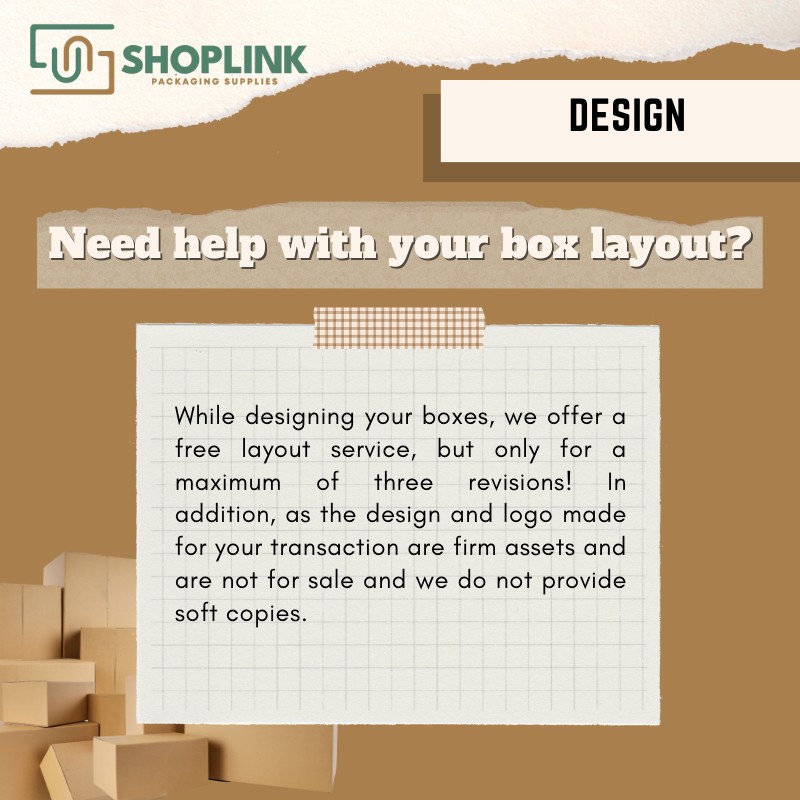 SHOPLINK
PACKAGING SUPPLIES
DESIGN
Need help with your box layout?
While designing your boxes, we offer a
free layout service, but only for a
maximum of three revisions! In
addition, as the design and logo made
for your transaction are firm assets and
are not for sale and we do not provide
soft copies.